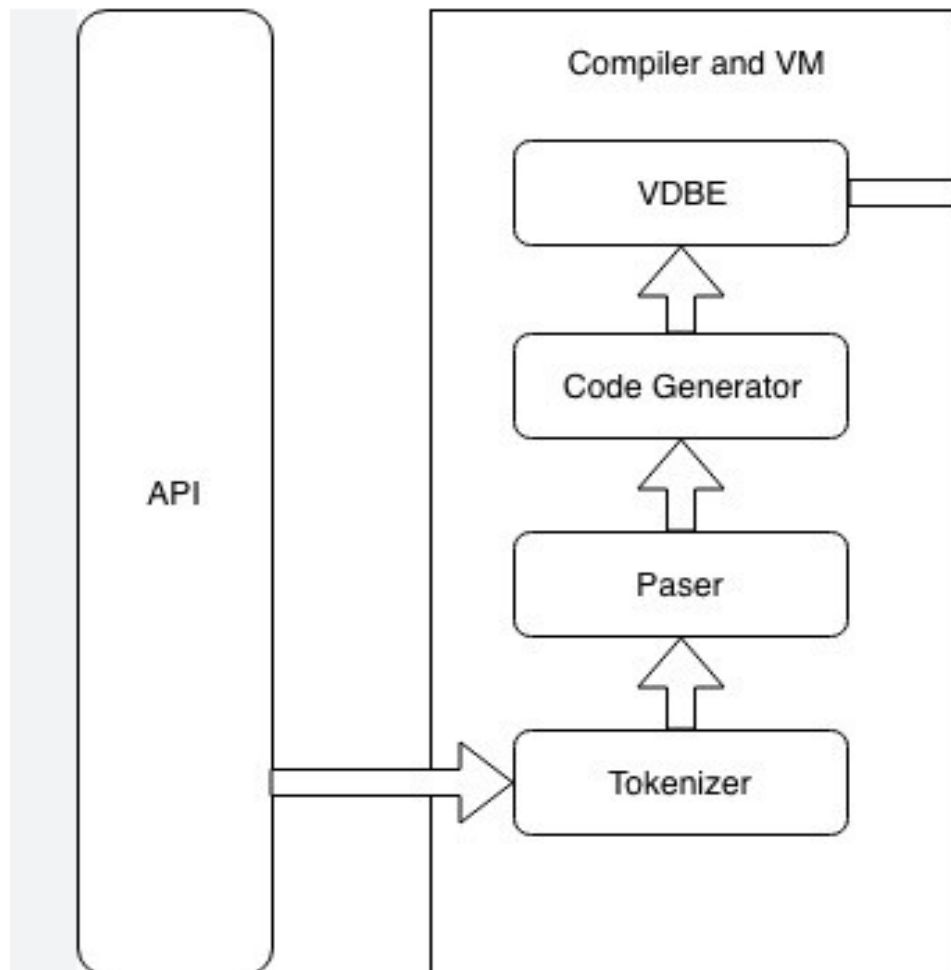 Compiler and VM
VDBE
Code Generator
API
Paser
Tokenizer